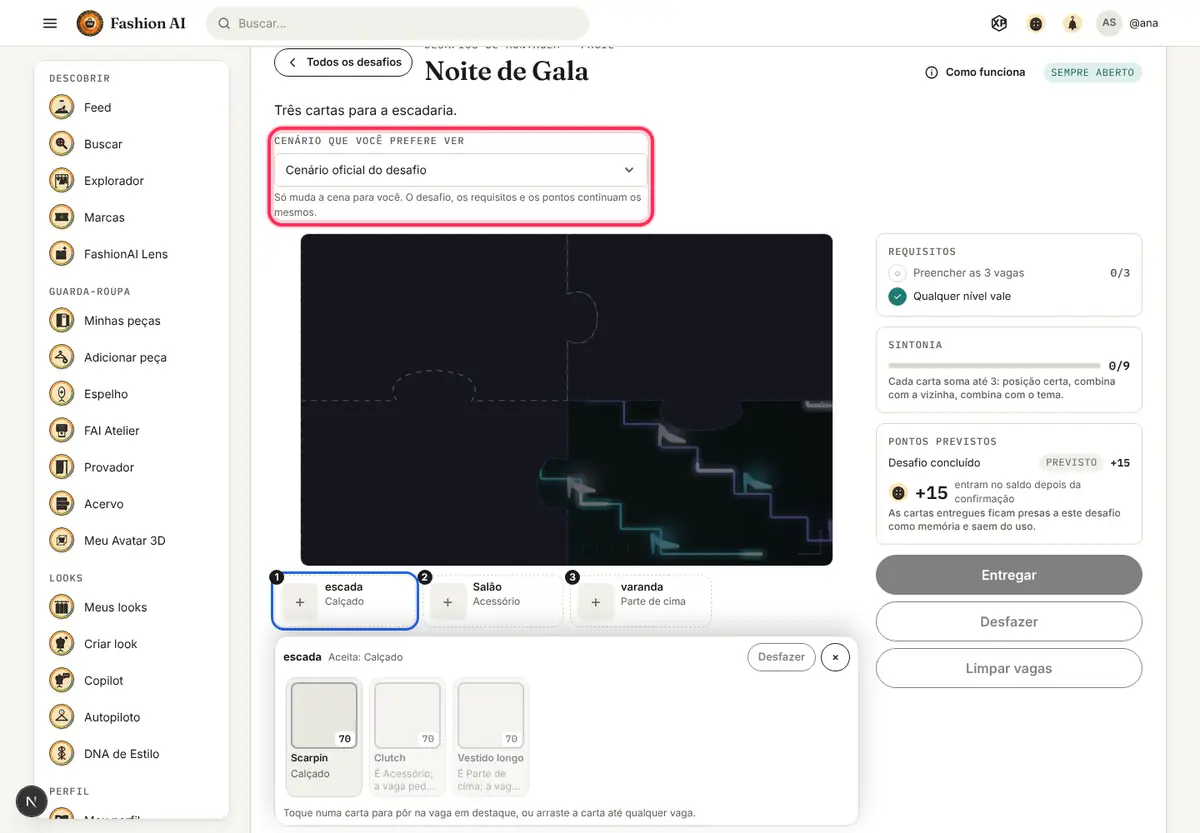 Fashion AI
Buscar...
XP
AS
@ana
DESCOBRIR
Feed
Buscar
Explorador
Marcas
FashionAI Lens
GUARDA-ROUPA
Minhas peças
Adicionar peça
Espelho
FAI Atelier
Provador
Acervo
Meu Avatar 3D
LOOKS
Meus looks
Criar look
Copilot
Autopiloto
DNA de Estilo
PERFIL
N
Todos os desafios
Noite de Gala
Como funciona
SEMPRE ABERTO
Três cartas para a escadaria.
CENÁRIO QUE VOCÊ PREFERE VER
Cenário oficial do desafio
Só muda a cena para você. O desafio, os requisitos e os pontos continuam os
mesmos.
1
escada
Calçado
2
Salão
Acessório
3
varanda
Parte de cima
escada Aceita: Calçado
Desfazer
×
70
Scarpin
Calçado
70
Clutch
É Acessório;
a vaga ped...
70
Vestido longo
É Parte de
cima; a vag...
Toque numa carta para pôr na vaga em destaque, ou arraste a carta até qualquer vaga.
REQUISITOS
Preencher as 3 vagas 0/3
Qualquer nível vale
SINTONIA
0/9
Cada carta soma até 3: posição certa, combina
com a vizinha, combina com o tema.
PONTOS PREVISTOS
Desafio concluído PREVISTO +15
+15 entram no saldo depois da
confirmação
As cartas entregues ficam presas a este desafio
como memória e saem do uso.
Entregar
Desfazer
Limpar vagas